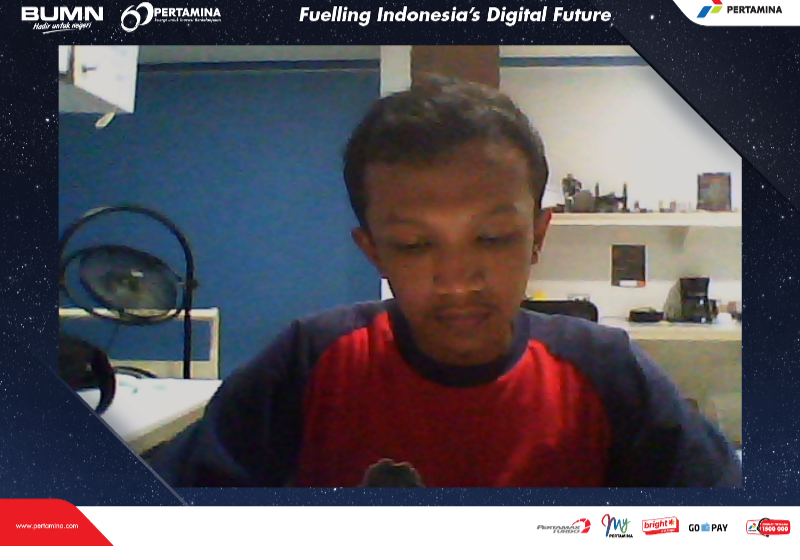 BUMN
Hadir untuk negeri
60
PERTAMINA
Fuelling Indonesia's Digital Future
PERTAMINA
www.pertamina.com
PERTAMAX
TURBO
My
PERTAMINA
bright
GO PAY
1500 000